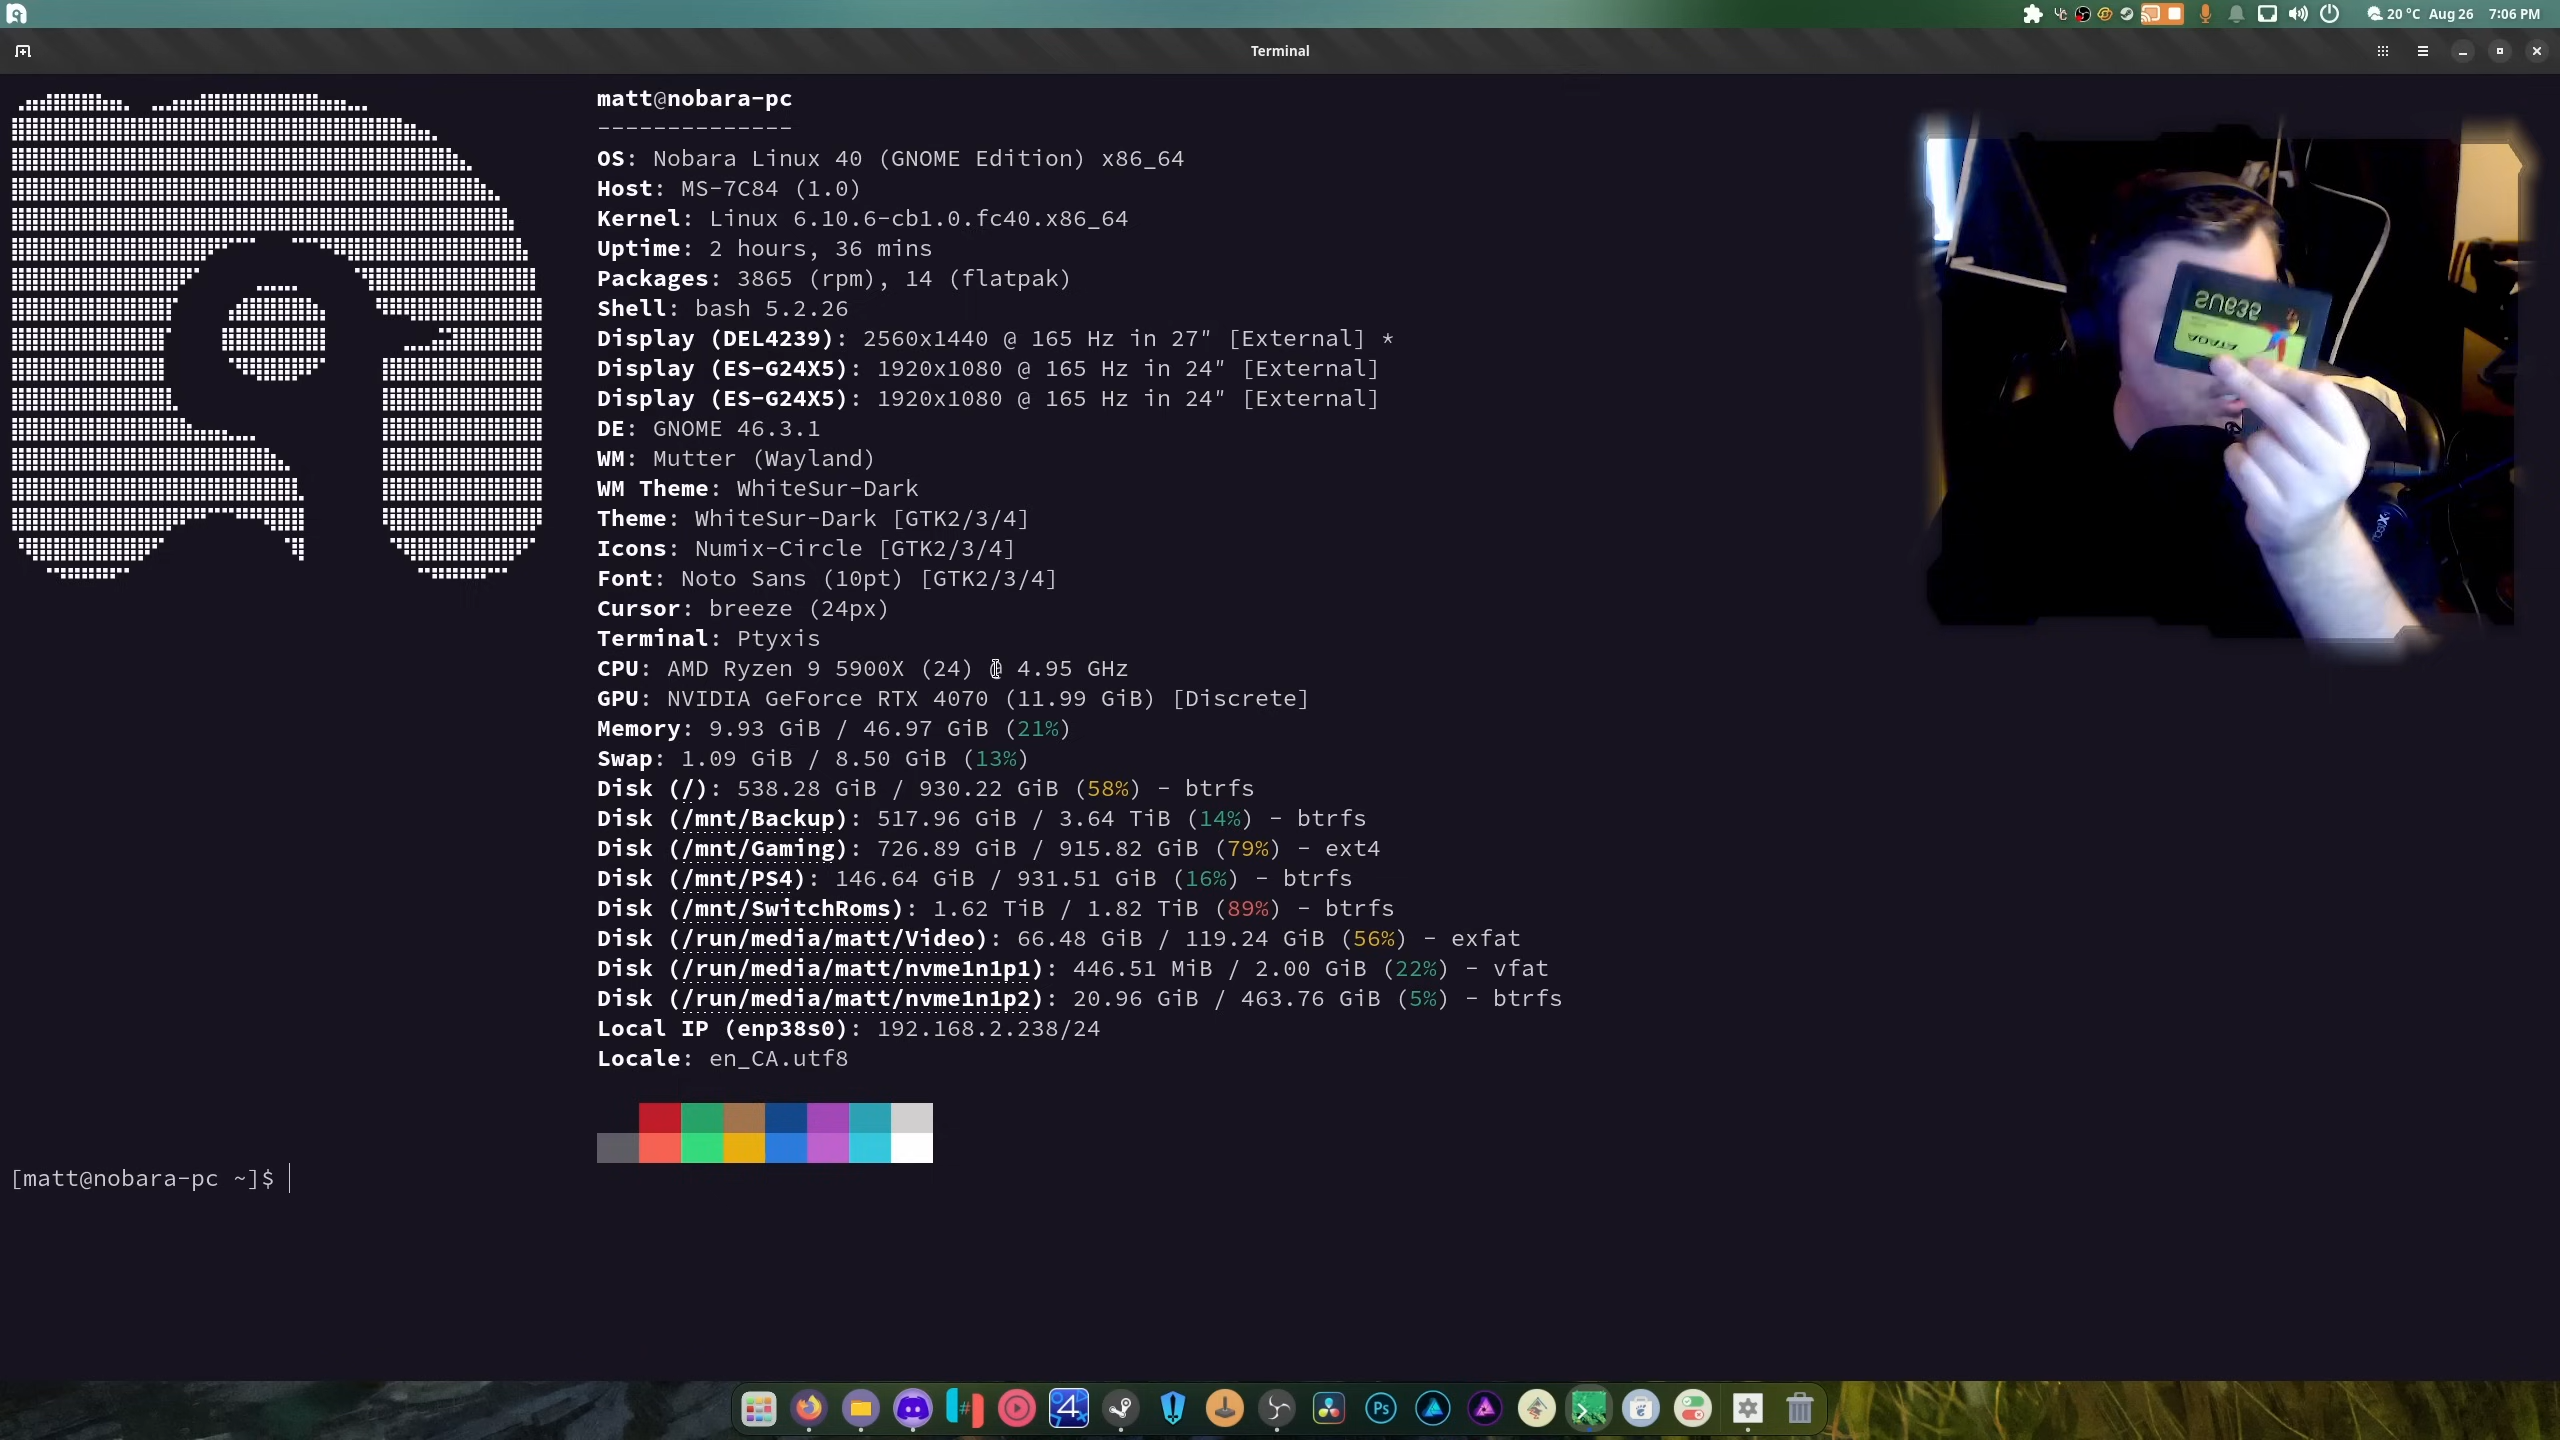 20 °C Aug 26 7:06 PM
Terminal
matt@nobara-pc
--------------
OS: Nobara Linux 40 (GNOME Edition) x86_64
Host: MS-7C84 (1.0)
Kernel: Linux 6.10.6-cb1.0.fc40.x86_64
Uptime: 2 hours, 36 mins
Packages: 3865 (rpm), 14 (flatpak)
Shell: bash 5.2.26
Display (DEL4239): 2560x1440 @ 165 Hz in 27" [External] *
Display (ES-G24X5): 1920x1080 @ 165 Hz in 24" [External]
Display (ES-G24X5): 1920x1080 @ 165 Hz in 24" [External]
DE: GNOME 46.3.1
WM: Mutter (Wayland)
WM Theme: WhiteSur-Dark
Theme: WhiteSur-Dark [GTK2/3/4]
Icons: Numix-Circle [GTK2/3/4]
Font: Noto Sans (10pt) [GTK2/3/4]
Cursor: breeze (24px)
Terminal: Ptyxis
CPU: AMD Ryzen 9 5900X (24) @ 4.95 GHz
GPU: NVIDIA GeForce RTX 4070 (11.99 GiB) [Discrete]
Memory: 9.93 GiB / 46.97 GiB (21%)
Swap: 1.09 GiB / 8.50 GiB (13%)
Disk (/): 538.28 GiB / 930.22 GiB (58%) - btrfs
Disk (/mnt/Backup): 517.96 GiB / 3.64 TiB (14%) - btrfs
Disk (/mnt/Gaming): 726.89 GiB / 915.82 GiB (79%) - ext4
Disk (/mnt/PS4): 146.64 GiB / 931.51 GiB (16%) - btrfs
Disk (/mnt/SwitchRoms): 1.62 TiB / 1.82 TiB (89%) - btrfs
Disk (/run/media/matt/Video): 66.48 GiB / 119.24 GiB (56%) - exfat
Disk (/run/media/matt/nvme1n1p1): 446.51 MiB / 2.00 GiB (22%) - vfat
Disk (/run/media/matt/nvme1n1p2): 20.96 GiB / 463.76 GiB (5%) - btrfs
Local IP (enp38s0): 192.168.2.238/24
Locale: en_CA.utf8
[matt@nobara-pc ~]$
SU635
ADATA
4
Ps